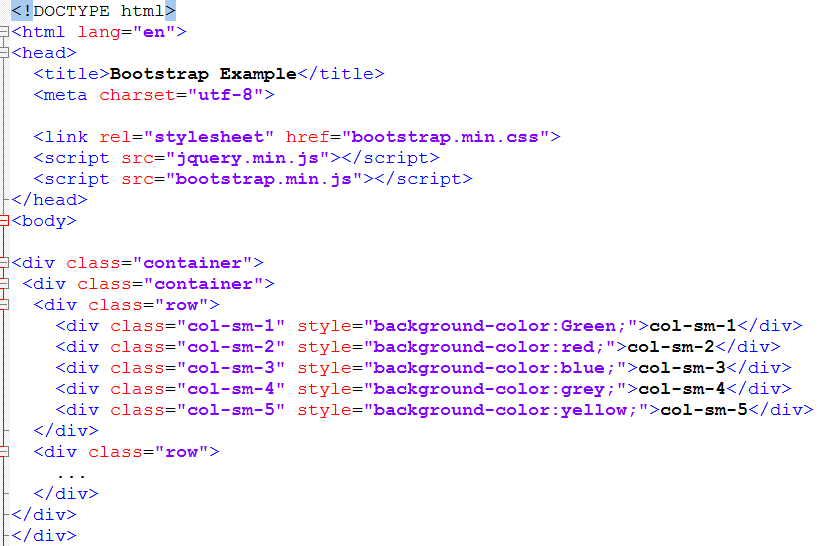 <!DOCTYPE html>
<html lang="en">
<head>
  <title>Bootstrap Example</title>
  <meta charset="utf-8">

  <link rel="stylesheet" href="bootstrap.min.css">
  <script src="jquery.min.js"></script>
  <script src="bootstrap.min.js"></script>
</head>
<body>

<div class="container">
 <div class="container">
  <div class="row">
    <div class="col-sm-1" style="background-color:Green;">col-sm-1</div>
    <div class="col-sm-2" style="background-color:red;">col-sm-2</div>
    <div class="col-sm-3" style="background-color:blue;">col-sm-3</div>
    <div class="col-sm-4" style="background-color:grey;">col-sm-4</div>
    <div class="col-sm-5" style="background-color:yellow;">col-sm-5</div>
  </div>
  <div class="row">
    ...
  </div>
</div>
</div>